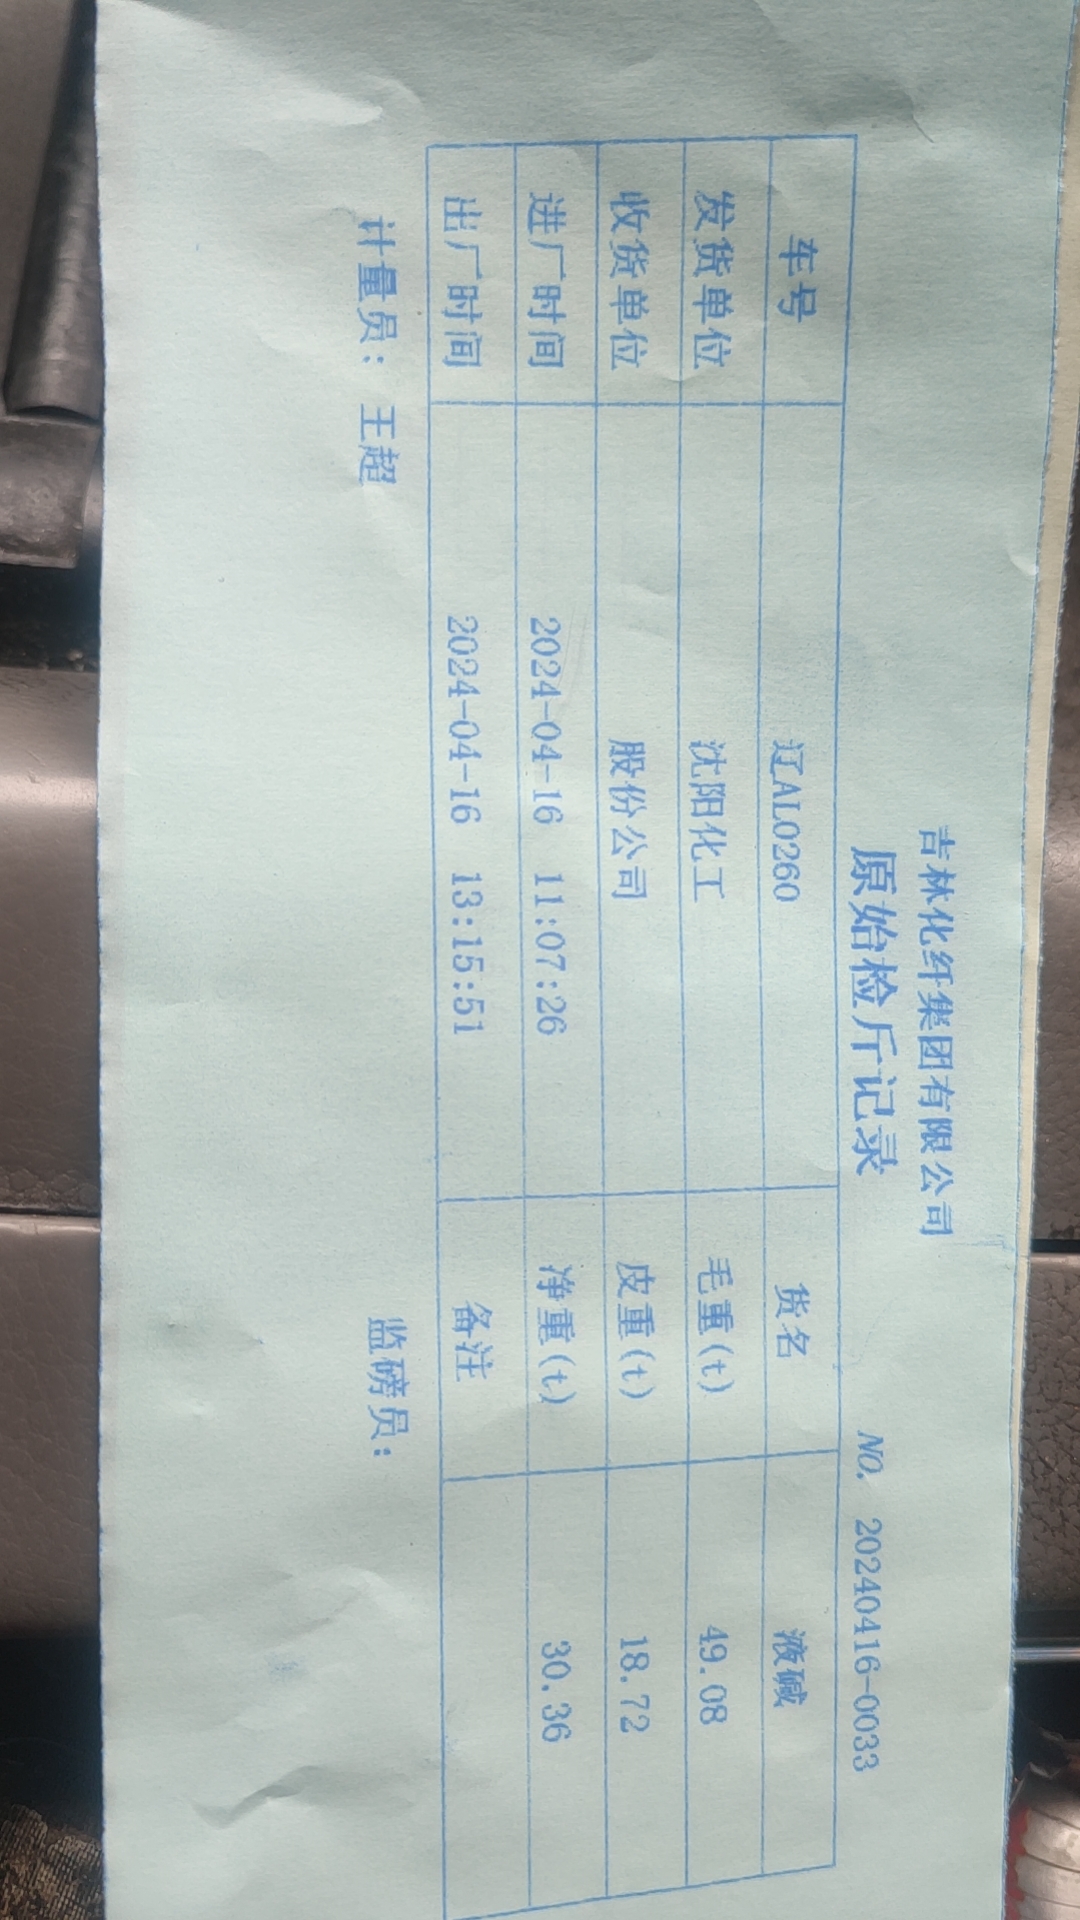 吉林化纤集团有限公司
原始检斤记录
NO. 20240416-0033
车号 辽AL0260 货名 液碱
发货单位 沈阳化工 毛重(t) 49.08
收货单位 股份公司 皮重(t) 18.72
进厂时间 2024-04-16 11:07:26 净重(t) 30.36
出厂时间 2024-04-16 13:15:51 备注
计量员: 王超 监磅员: